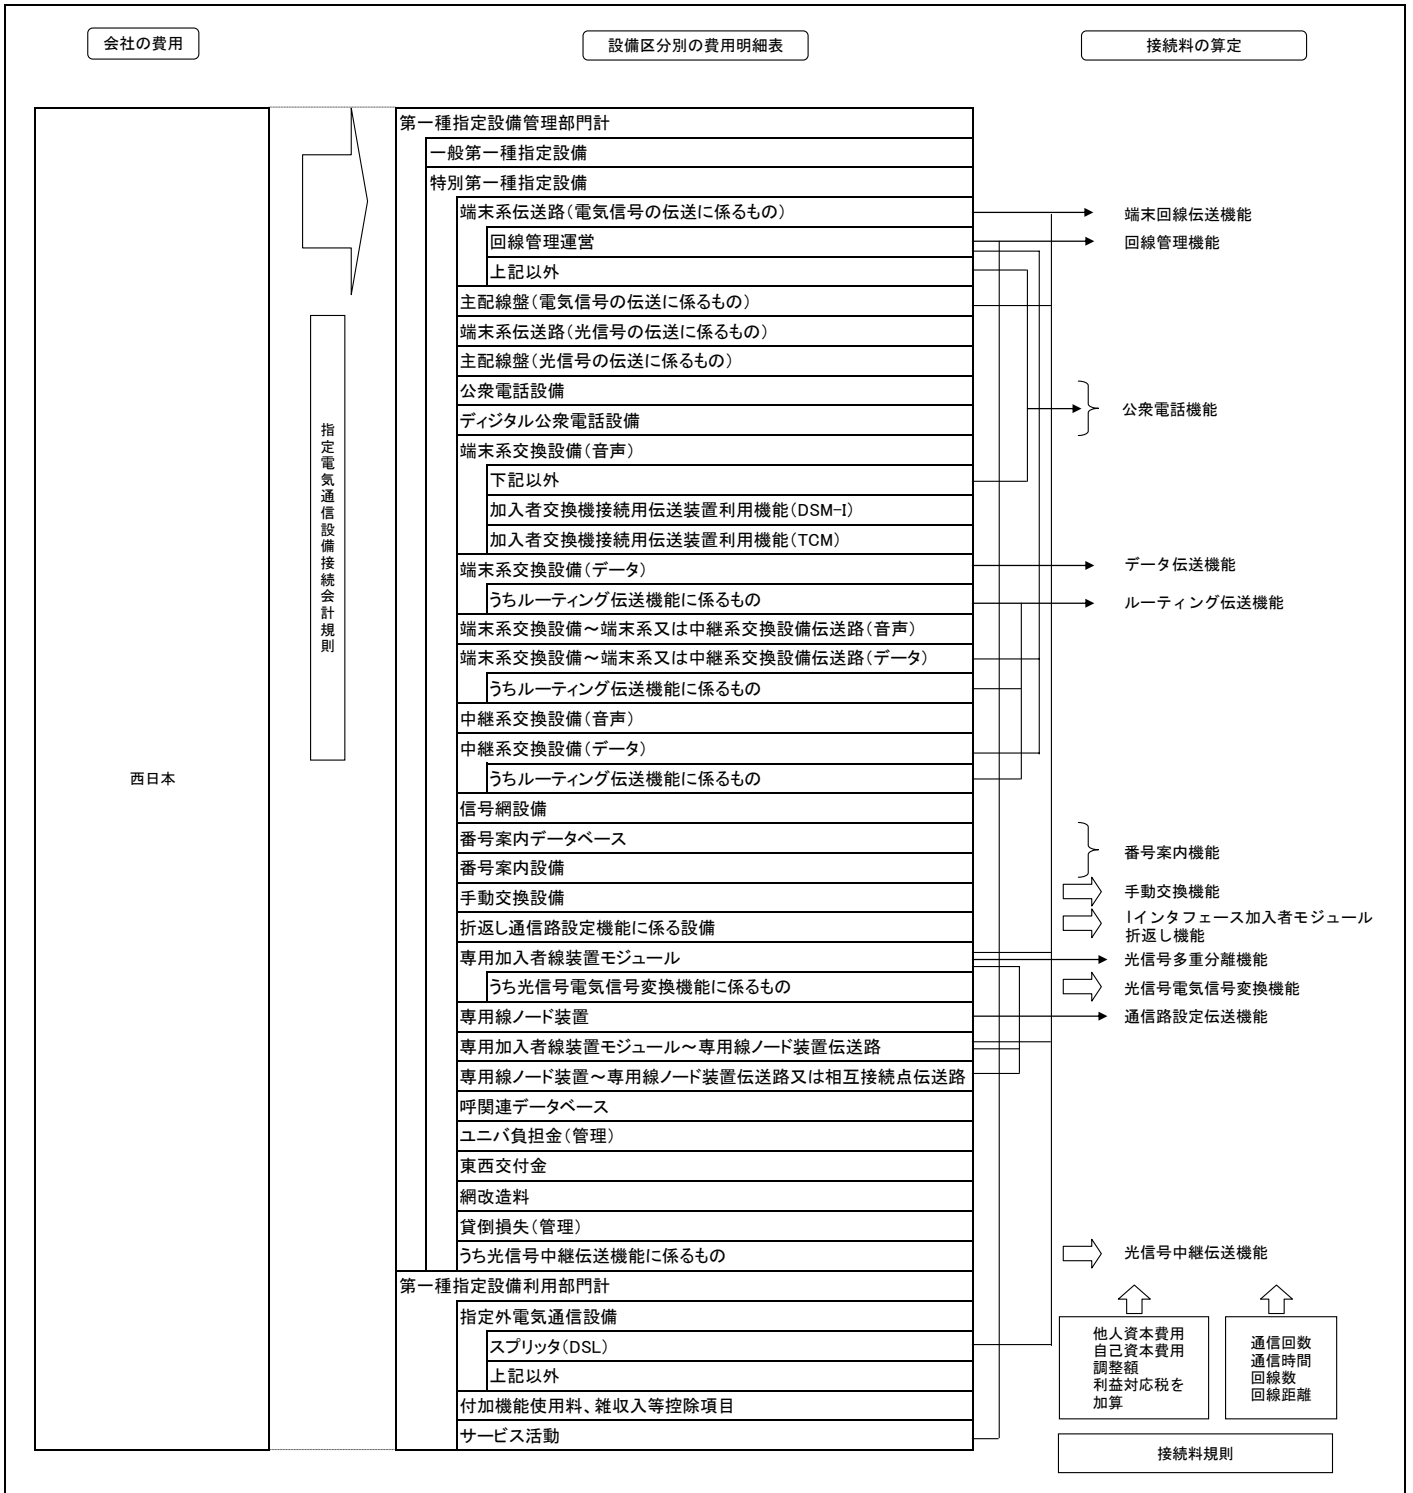 会社の費用
設備区分別の費用明細表
接続料の算定
西日本
指定電気通信設備接続会計規則
第一種指定設備管理部門計
一般第一種指定設備
特別第一種指定設備
端末系伝送路（電気信号の伝送に係るもの）
回線管理運営
上記以外
主配線盤（電気信号の伝送に係るもの）
端末系伝送路（光信号の伝送に係るもの）
主配線盤（光信号の伝送に係るもの）
公衆電話設備
ディジタル公衆電話設備
端末系交換設備（音声）
下記以外
加入者交換機接続用伝送装置利用機能（DSM-I）
加入者交換機接続用伝送装置利用機能（TCM）
端末系交換設備（データ）
うちルーティング伝送機能に係るもの
端末系交換設備～端末系又は中継系交換設備伝送路（音声）
端末系交換設備～端末系又は中継系交換設備伝送路（データ）
うちルーティング伝送機能に係るもの
中継系交換設備（音声）
中継系交換設備（データ）
うちルーティング伝送機能に係るもの
信号網設備
番号案内データベース
番号案内設備
手動交換設備
折返し通信路設定機能に係る設備
専用加入者線装置モジュール
うち光信号電気信号変換機能に係るもの
専用線ノード装置
専用加入者線装置モジュール～専用線ノード装置伝送路
専用線ノード装置～専用線ノード装置伝送路又は相互接続点伝送路
呼関連データベース
ユニバ負担金（管理）
東西交付金
網改造料
貸倒損失（管理）
うち光信号中継伝送機能に係るもの
第一種指定設備利用部門計
指定外電気通信設備
スプリッタ（DSL）
上記以外
付加機能使用料、雑収入等控除項目
サービス活動
端末回線伝送機能
回線管理機能
公衆電話機能
データ伝送機能
ルーティング伝送機能
番号案内機能
手動交換機能
Iインタフェース加入者モジュール
折返し機能
光信号多重分離機能
光信号電気信号変換機能
通信路設定伝送機能
光信号中継伝送機能
他人資本費用
自己資本費用
調整額
利益対応税を
加算
通信回数
通信時間
回線数
回線距離
接続料規則